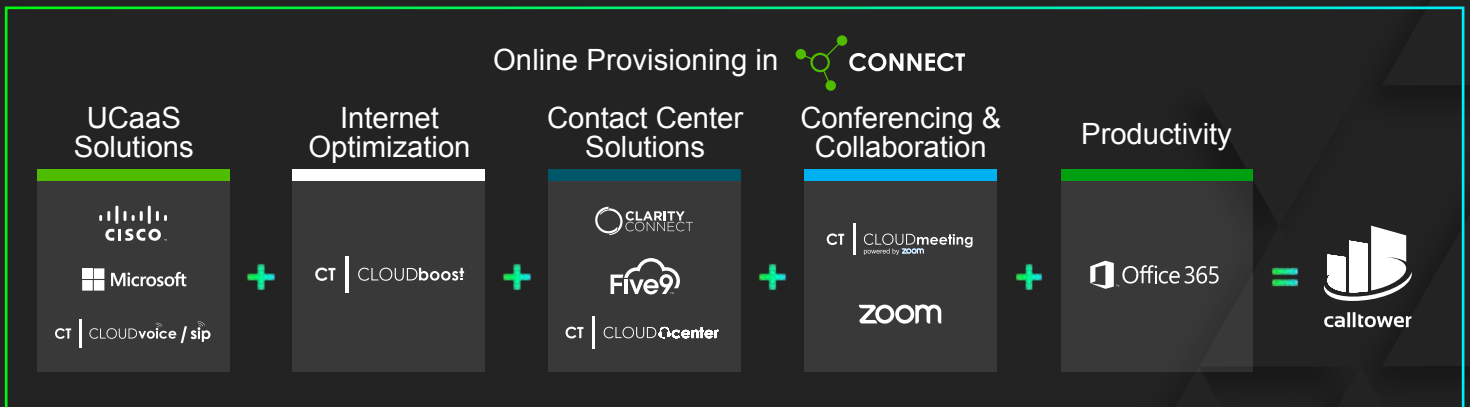 Online Provisioning in CONNECT
UCaaS
Solutions
Internet
Optimization
Contact Center
Solutions
Conferencing &
Collaboration
Productivity
CISCO
Microsoft
CT | CLOUDvoice / sip
CT | CLOUDboost
CLARITY
CONNECT
Five9
CT | CLOUDccenter
CT | CLOUDmeeting
powered by zoom
zoom
Office 365
calltower